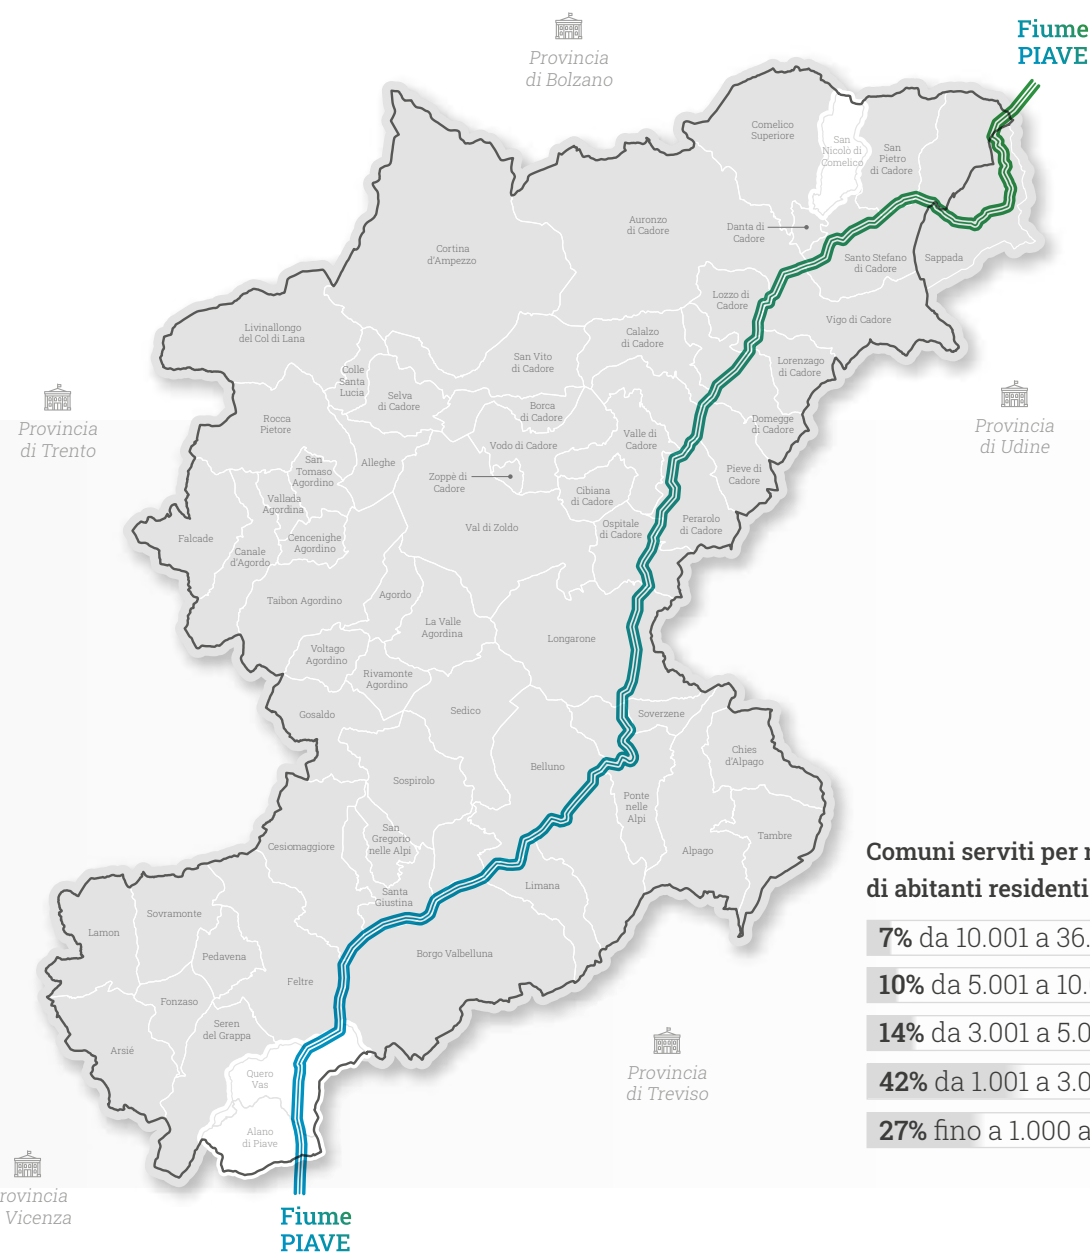 Fiume
PIAVE
Provincia
di Bolzano
Comelico
Superiore
San
Nicolò di
Comelico
San
Pietro
di Cadore
Auronzo
di Cadore
Danta di
Cadore
Cortina
d'Ampezzo
Santo Stefano
di Cadore
Sappada
Lozzo di
Cadore
Vigo di Cadore
Livinallongo
del Col di Lana
Calalzo
di Cadore
San Vito
di Cadore
Lorenzago
di Cadore
Colle
Santa
Lucia
Selva
di Cadore
Provincia
di Trento
Provincia
di Udine
Rocca
Pietore
Borca
di Cadore
Domegge
di Cadore
Valle di
Cadore
Vodo di Cadore
San
Tomaso
Agordino
Alleghe
Zoppè di
Cadore
Pieve di
Cadore
Cibiana
di Cadore
Vallada
Agordina
Val di Zoldo
Ospitale
di Cadore
Perarolo
di Cadore
Falcade
Cencenighe
Agordino
Canale
d'Agordo
Taibon Agordino
Agordo
La Valle
Agordina
Longarone
Voltago
Agordino
Rivamonte
Agordino
Gosaldo
Sedico
Soverzene
Chies
d'Alpago
Belluno
Sospirolo
Ponte
nelle
Alpi
Tambre
San
Gregorio
nelle Alpi
Cesiomaggiore
Alpago
Limana
Santa
Giustina
Sovramonte
Lamon
Pedavena
Borgo Valbelluna
Feltre
Fonzaso
Seren
del Grappa
Arsié
Quero
Vas
Alano
di Piave
Provincia
di Treviso
rovincia
Vicenza
Fiume
PIAVE
Comuni serviti per
di abitanti residenti
7% da 10.001 a 36.
10% da 5.001 a 10.
14% da 3.001 a 5.0
42% da 1.001 a 3.0
27% fino a 1.000 a